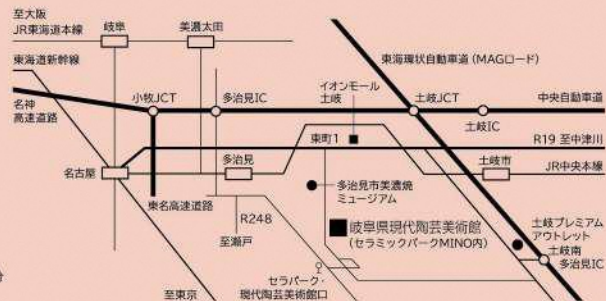 至大阪
JR東海道本線
岐阜
美濃太田
東海道新幹線
東海環状自動車道（MAGロード）
小牧JCT
多治見IC
イオンモール
土岐
土岐JCT
中央自動車道
名神
高速道路
土岐IC
東町1
R19 至中津川
名古屋
多治見
土岐市
JR中央本線
多治見市美濃焼
ミュージアム
東名高速道路
R248
至瀬戸
岐阜県現代陶芸美術館
（セラミックパークMINO内）
土岐プレミアム
アウトレット
土岐南
多治見IC
セラパーク・
現代陶芸美術館口
至東京